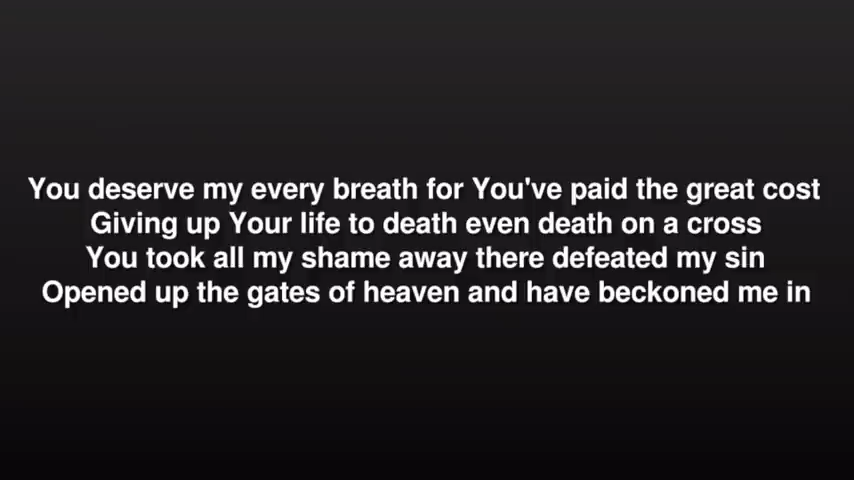 You deserve my every breath for You've paid the great cost
Giving up Your life to death even death on a cross
You took all my shame away there defeated my sin
Opened up the gates of heaven and have beckoned me in